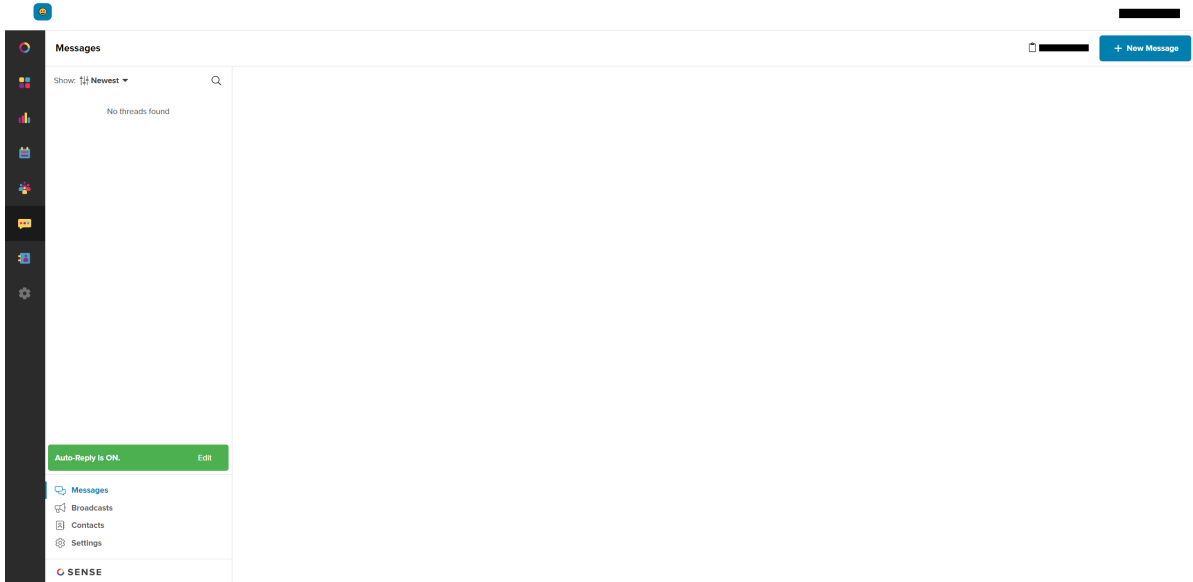 Messages
+ New Message
Show: Newest
No threads found
Auto-Reply is ON. Edit
Messages
Broadcasts
Contacts
Settings
SENSE